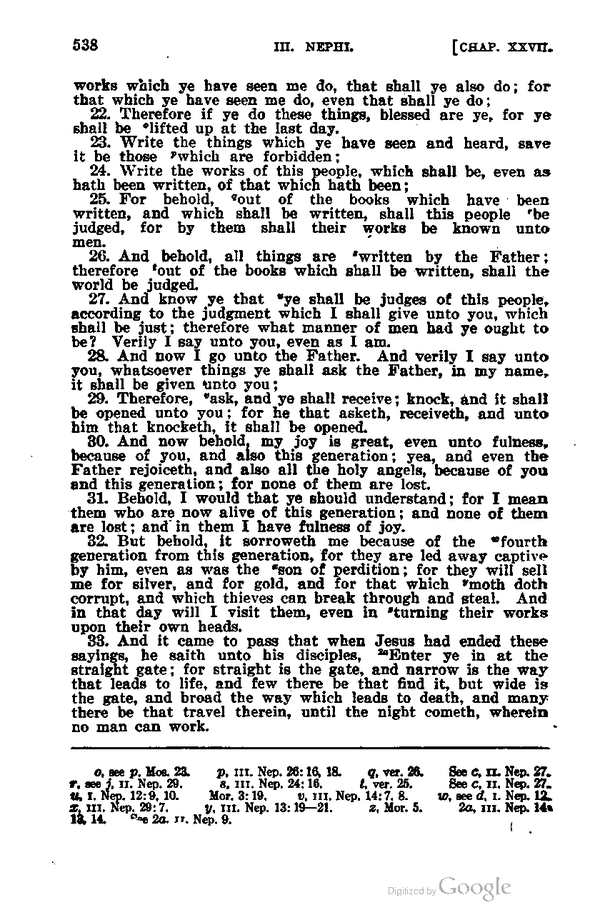 538 III. NEPHI. [CHAP. XXVII.
works which ye have seen me do, that shall ye also do; for
that which ye have seen me do, even that shall ye do;
22. Therefore if ye do these things, blessed are ye, for ye
shall be °lifted up at the last day.
23. Write the things which ye have seen and heard, save
it be those ᵖwhich are forbidden;
24. Write the works of this people, which shall be, even as
hath been written, of that which hath been;
25. For behold, qout of the books which have been
written, and which shall be written, shall this people ʳbe
judged, for by them shall their works be known unto
men.
26. And behold, all things are ˢwritten by the Father;
therefore ᵗout of the books which shall be written, shall the
world be judged.
27. And know ye that ᵘye shall be judges of this people,
according to the judgment which I shall give unto you, which
shall be just; therefore what manner of men had ye ought to
be? Verily I say unto you, even as I am.
28. And now I go unto the Father. And verily I say unto
you, whatsoever things ye shall ask the Father, in my name,
it shall be given unto you;
29. Therefore, ᵛask, and ye shall receive; knock, and it shall
be opened unto you; for he that asketh, receiveth, and unto
him that knocketh, it shall be opened.
30. And now behold, my joy is great, even unto fulness,
because of you, and also this generation; yea, and even the
Father rejoiceth, and also all the holy angels, because of you
and this generation; for none of them are lost.
31. Behold, I would that ye should understand; for I mean
them who are now alive of this generation; and none of them
are lost; and in them I have fulness of joy.
32. But behold, it sorroweth me because of the ʷfourth
generation from this generation, for they are led away captive
by him, even as was the ˣson of perdition; for they will sell
me for silver, and for gold, and for that which ʸmoth doth
corrupt, and which thieves can break through and steal. And
in that day will I visit them, even in ᶻturning their works
upon their own heads.
33. And it came to pass that when Jesus had ended these
sayings, he saith unto his disciples, ²ᵃEnter ye in at the
straight gate; for straight is the gate, and narrow is the way
that leads to life, and few there be that find it, but wide is
the gate, and broad the way which leads to death, and many
there be that travel therein, until the night cometh, wherein
no man can work.
o, see p, Mos. 23. p, III. Nep. 26:16, 18. q, ver. 26. See c, II. Nep. 27.
r, see j, II. Nep. 29. s, III. Nep. 24:16. t, ver. 25. See c, II. Nep. 27.
u, I. Nep. 12:9, 10. Mor. 3:19. v, III. Nep. 14:7, 8. w, see d, I. Nep. 12.
x, III. Nep. 29:7. y, III. Nep. 13:19—21. z, Mor. 5. 2a, III. Nep. 14:
13, 14. See 2a, II. Nep. 9.
Digitized by Google